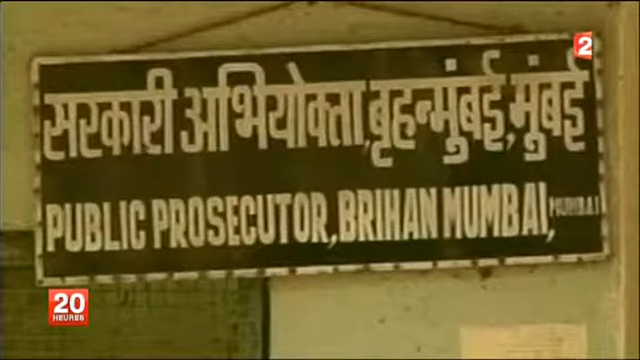 2
सरकारी अभियोक्ता, बृहन्मुंबई, मुंबई
PUBLIC PROSECUTOR, BRIHAN MUMBAI, MUMBAI
20
HEURES